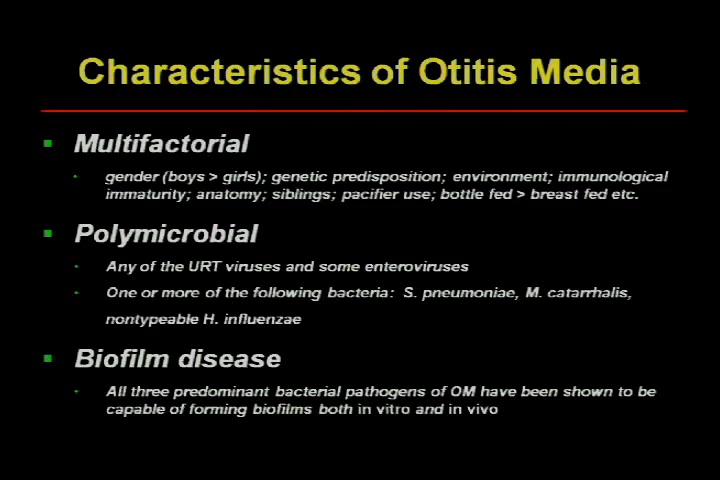 Characteristics of Otitis Media
Multifactorial
gender (boys > girls); genetic predisposition; environment; immunological
immaturity; anatomy; siblings; pacifier use; bottle fed > breast fed etc.
Polymicrobial
Any of the URT viruses and some enteroviruses
One or more of the following bacteria: S. pneumoniae, M. catarrhalis,
nontypeable H. influenzae
Biofilm disease
All three predominant bacterial pathogens of OM have been shown to be
capable of forming biofilms both in vitro and in vivo